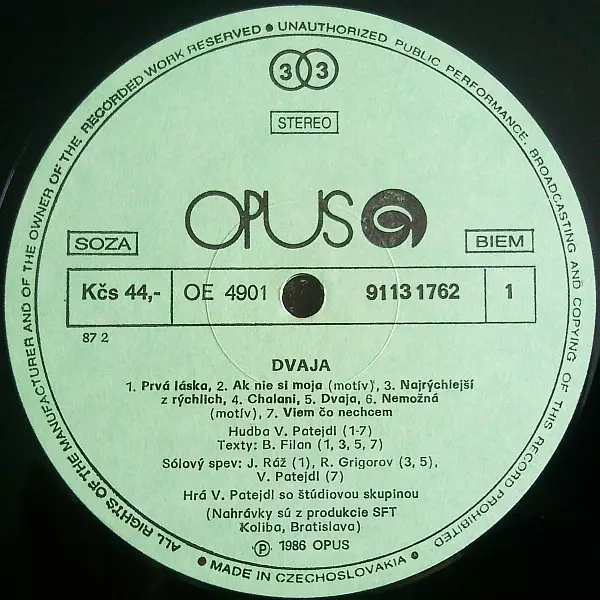 ALL RIGHTS OF THE MANUFACTURER AND OF THE OWNER OF THE RECORDED WORK RESERVED ● UNAUTHORIZED PUBLIC PERFORMANCE, BROADCASTING AND COPYING OF THIS RECORD PROHIBITED
33
STEREO
OPUS
SOZA
BIEM
Kčs 44,-
OE 4901
9113 1762
1
87 2
DVAJA
1. Prvá láska, 2. Ak nie si moja (motív), 3. Najrýchlejší
z rýchlich, 4. Chalani, 5. Dvaja, 6. Nemožná
(motív), 7. Viem čo nechcem
Hudba V. Patejdl (1-7)
Texty: B. Filan (1, 3, 5, 7)
Sólový spev: J. Ráž (1), R. Grigorov (3, 5),
V. Patejdl (7)
Hrá V. Patejdl so štúdiovou skupinou
(Nahrávky sú z produkcie SFT
Koliba, Bratislava)
Ⓟ 1986 OPUS
● MADE IN CZECHOSLOVAKIA ●